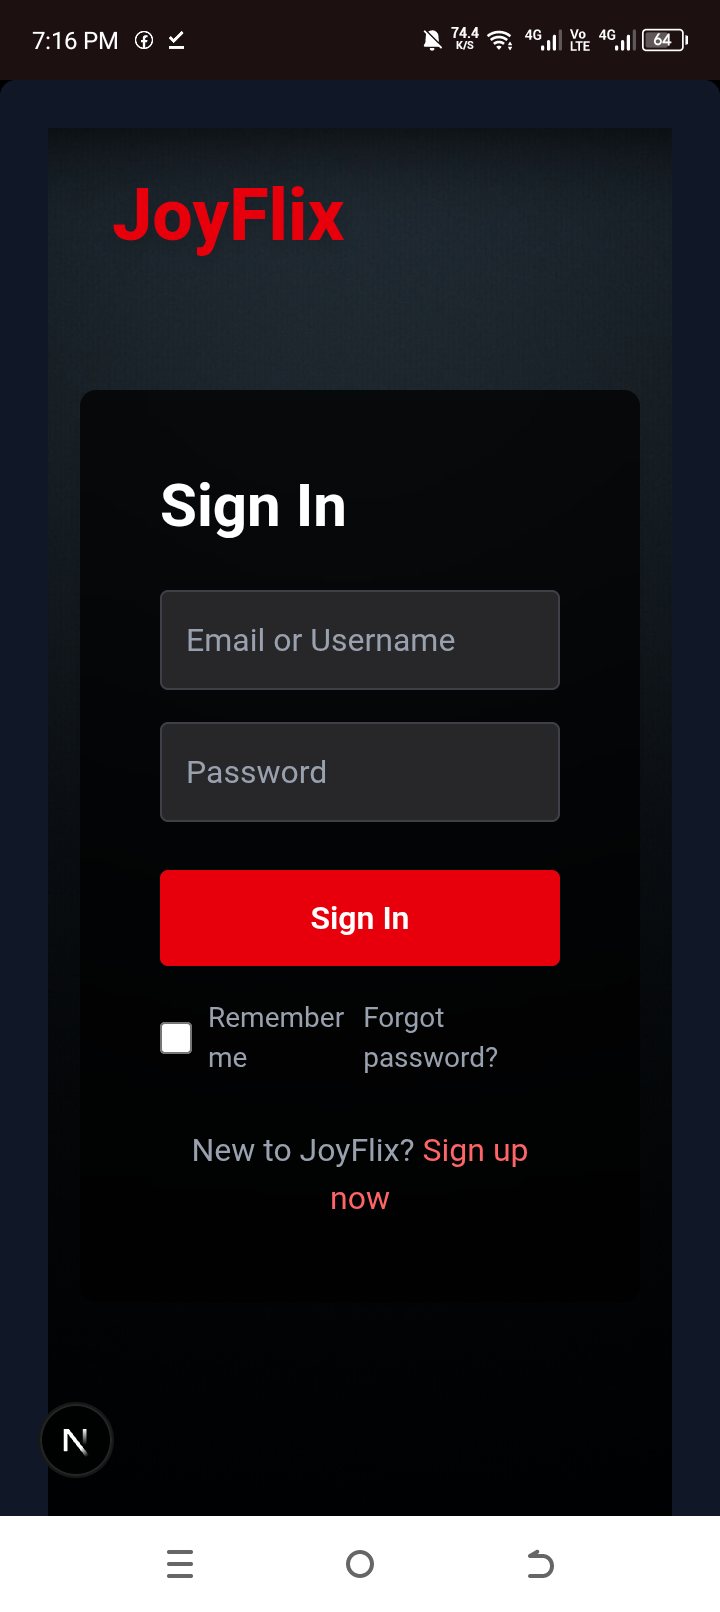 7:16 PM 74.4 K/S 4G Vo LTE 4G 64
JoyFlix
Sign In
Email or Username
Password
Sign In
Remember me
Forgot password?
New to JoyFlix? Sign up
now
N